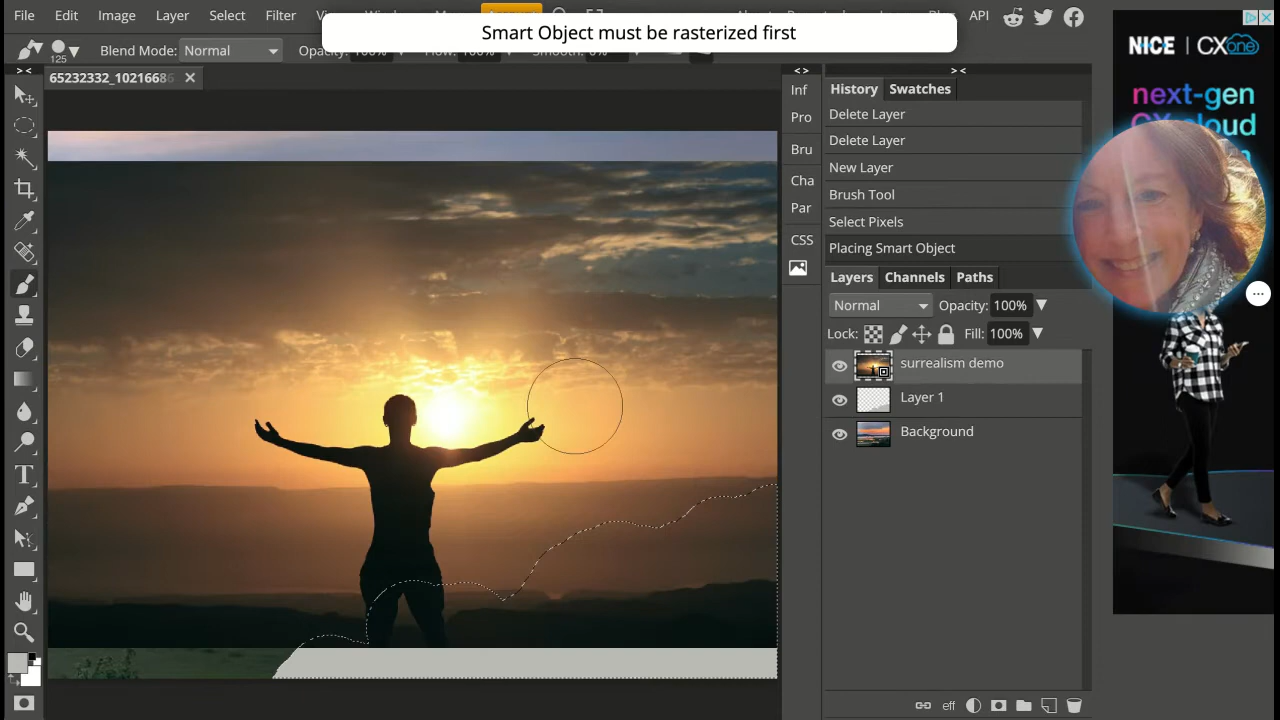 File Edit Image Layer Select Filter
API
Smart Object must be rasterized first
125 Blend Mode: Normal Opacity: 100%
65232332_1021668
Inf
Pro
Bru
Cha
Par
CSS
History Swatches
Delete Layer
Delete Layer
New Layer
Brush Tool
Select Pixels
Placing Smart Object
Layers Channels Paths
Normal Opacity: 100%
Lock: Fill: 100%
surrealism demo
Layer 1
Background
eff
NICE | CXone
next-gen
CX cloud